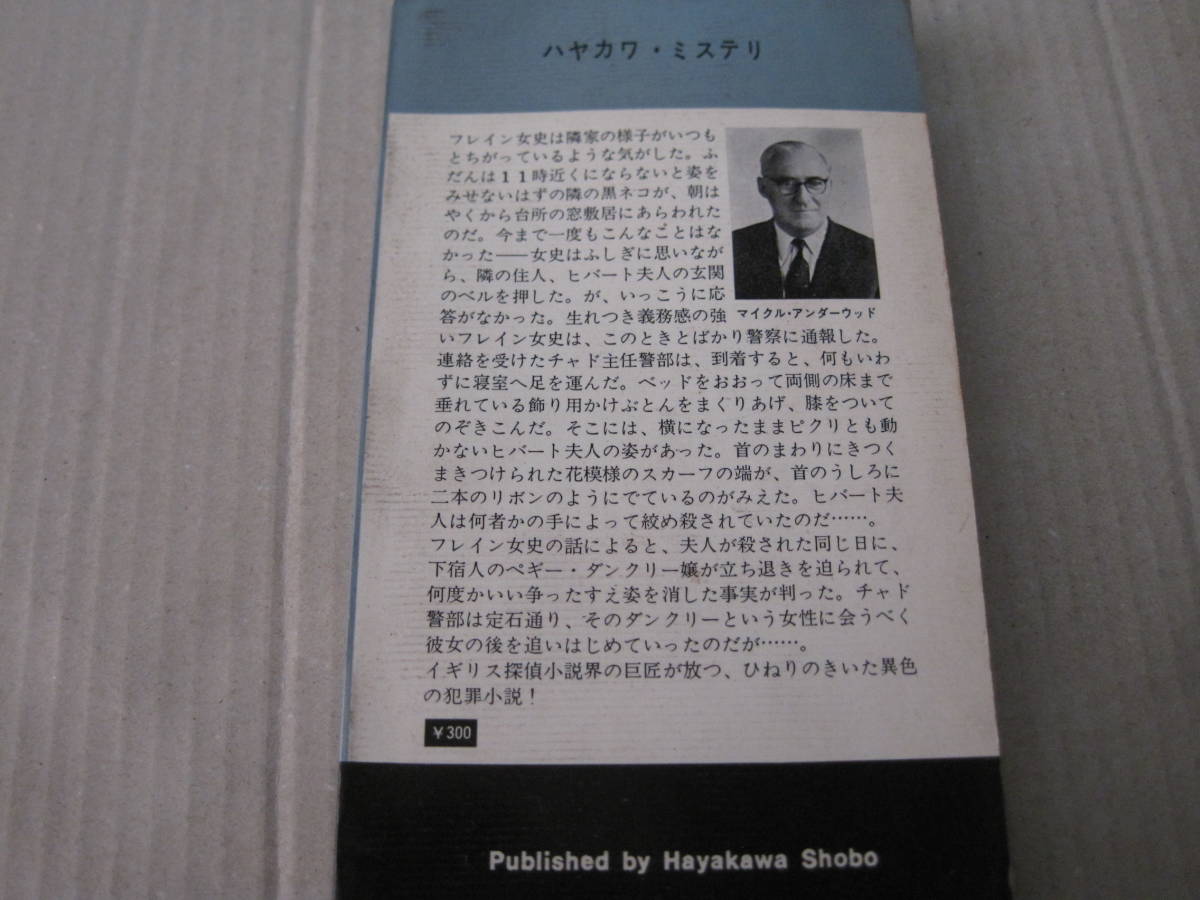 ハヤカワ・ミステリ
フレイン女史は隣家の様子がいつも
とちがっているような気がした。ふ
だんは11時近くにならないと姿を
みせないはずの隣の黒ネコが、朝は
やくから台所の窓敷居にあらわれた
のだ。今まで一度もこんなことはな
かった——女史はふしぎに思いなが
ら、隣の住人、ヒバート夫人の玄関
のベルを押した。が、いっこうに応
答がなかった。生れつき義務感の強
マイクル・アンダーウッド
いフレイン女史は、このときとばかり警察に通報した。
連絡を受けたチャド主任警部は、到着すると、何もいわ
ずに寝室へ足を運んだ。ベッドをおおって両側の床まで
垂れている飾り用かけぶとんをまくりあげ、膝をついて
のぞきこんだ。そこには、横になったままピクリとも動
かないヒバート夫人の姿があった。首のまわりにきつく
まきつけられた花模様のスカーフの端が、首のうしろに
二本のリボンのようにでているのがみえた。ヒバート夫
人は何者かの手によって絞め殺されていたのだ……。
フレイン女史の話によると、夫人が殺された同じ日に、
下宿人のペギー・ダンクリー嬢が立ち退きを迫られて、
何度かいい争ったすえ姿を消した事実が判った。チャド
警部は定石通り、そのダンクリーという女性に会うべく
彼女の後を追いはじめていったのだが……。
イギリス探偵小説界の巨匠が放つ、ひねりのきいた異色
の犯罪小説！
￥300
Published by Hayakawa Shobo